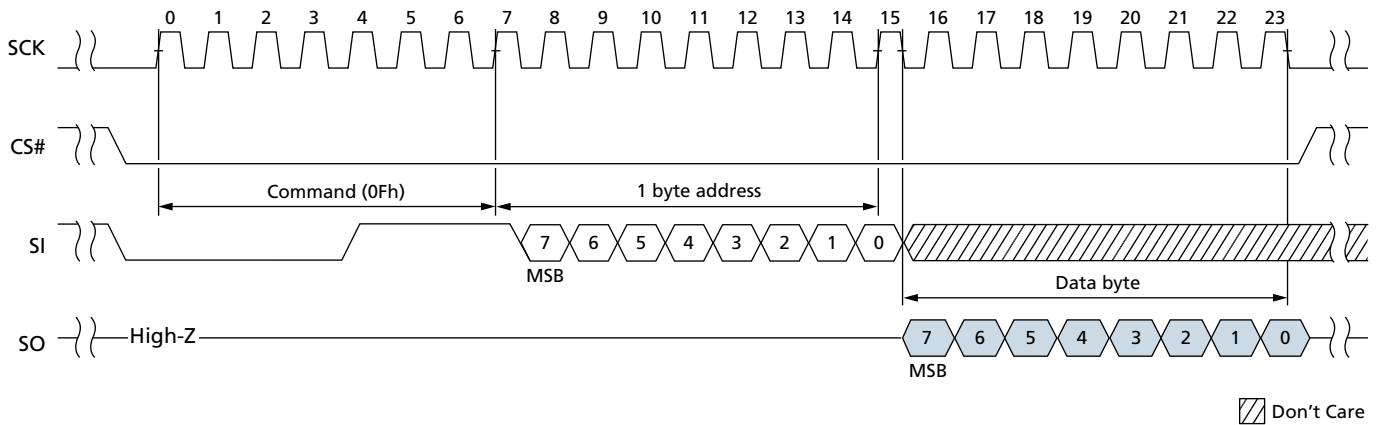 0 1 2 3 4 5 6 7 8 9 10 11 12 13 14 15 16 17 18 19 20 21 22 23
SCK
CS#
Command (0Fh) 1 byte address
SI 7 6 5 4 3 2 1 0
MSB
Data byte
SO High-Z 7 6 5 4 3 2 1 0
MSB
Don't Care